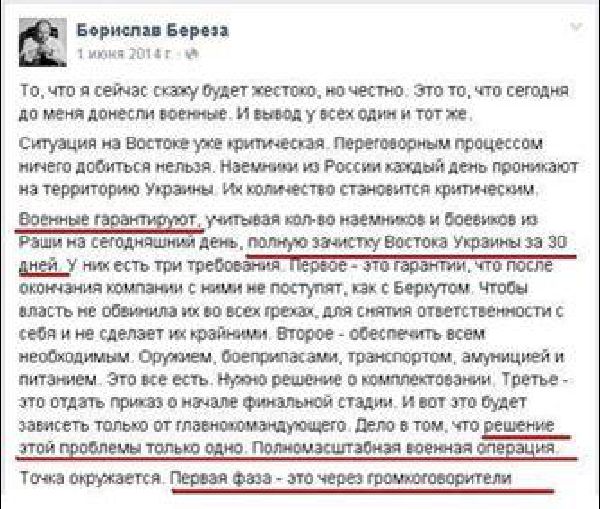 Борислав Береза
1 июня 2014 г.
То, что я сейчас скажу будет жестоко, но честно. Это то, что сегодня
до меня донесли военные. И вывод у всех один и тот же.
Ситуация на Востоке уже критическая. Переговорным процессом
ничего добиться нельзя. Наемники из России каждый день проникают
на территорию Украины. Их количество становится критическим.
Военные гарантируют, учитывая кол-во наемников и боевиков из
Раши на сегодняшний день, полную зачистку Востока Украины за 30
дней. У них есть три требования. Первое - это гарантии, что после
окончания компании с ними не поступят, как с Беркутом. Чтобы
власть не обвинила их во всех грехах, для снятия ответственности с
себя и не сделает их крайними. Второе - обеспечить всем
необходимым. Оружием, боеприпасами, транспортом, амуницией и
питанием. Это все есть. Нужно решение о комплектовании. Третье -
это отдать приказ о начале финальной стадии. И вот это будет
зависеть только от главнокомандующего. Дело в том, что решение
этой проблемы только одно. Полномасштабная военная операция.
Точка окружается. Первая фаза - это через громкоговорители